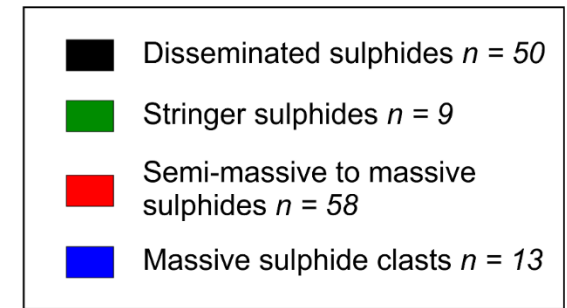 Disseminated sulphides n = 50
Stringer sulphides n = 9
Semi-massive to massive
sulphides n = 58
Massive sulphide clasts n = 13